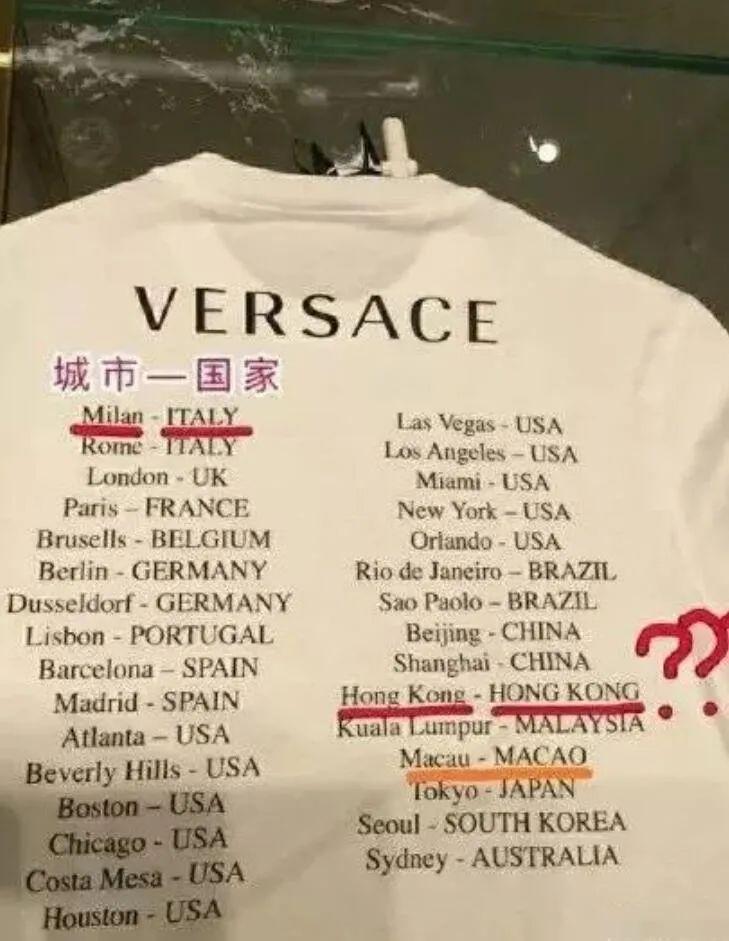 VERSACE
城市—国家
Milan - ITALY
Rome - ITALY
London - UK
Paris – FRANCE
Brusells - BELGIUM
Berlin - GERMANY
Dusseldorf - GERMANY
Lisbon - PORTUGAL
Barcelona – SPAIN
Madrid - SPAIN
Atlanta – USA
Beverly Hills - USA
Boston – USA
Chicago - USA
Costa Mesa - USA
Houston - USA
Las Vegas - USA
Los Angeles – USA
Miami - USA
New York – USA
Orlando - USA
Rio de Janeiro – BRAZIL
Sao Paolo – BRAZIL
Beijing - CHINA
Shanghai - CHINA
Hong Kong - HONG KONG ??
Kuala Lumpur - MALAYSIA
Macau - MACAO
Tokyo - JAPAN
Seoul - SOUTH KOREA
Sydney - AUSTRALIA